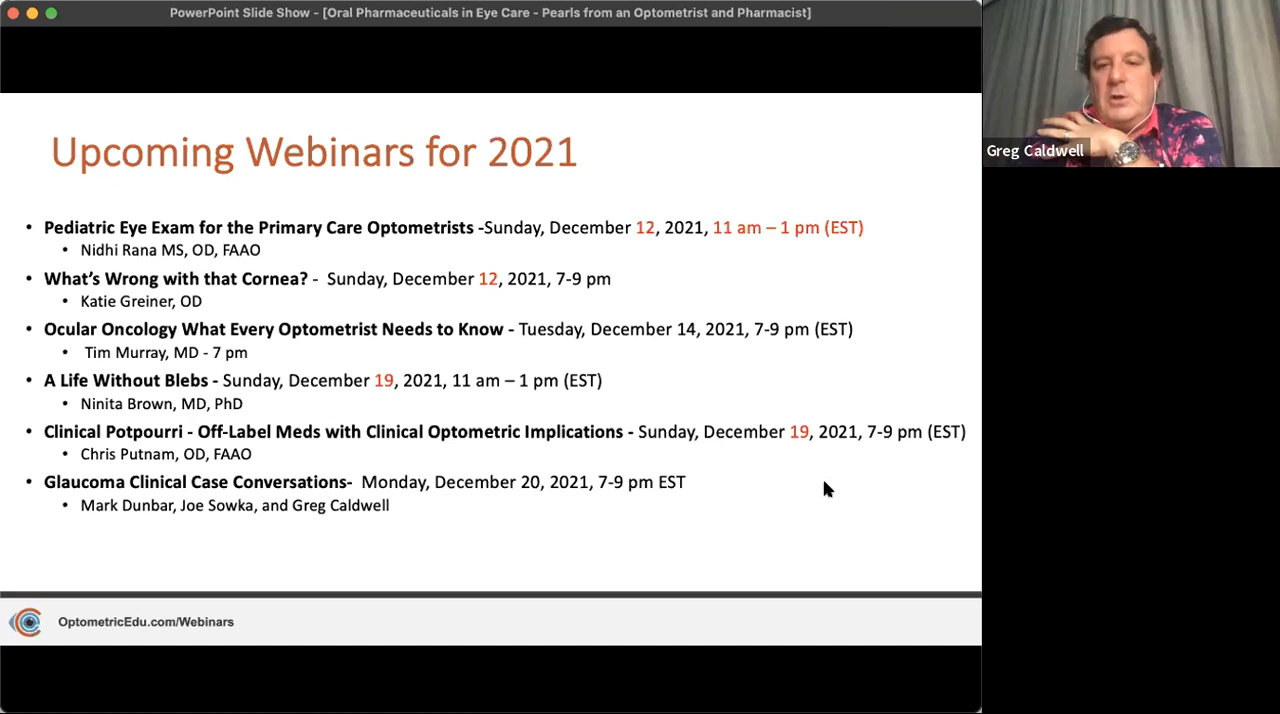 PowerPoint Slide Show - [Oral Pharmaceuticals in Eye Care - Pearls from an Optometrist and Pharmacist]
Greg Caldwell
Upcoming Webinars for 2021
• Pediatric Eye Exam for the Primary Care Optometrists -Sunday, December 12, 2021, 11 am – 1 pm (EST)
• Nidhi Rana MS, OD, FAAO
• What's Wrong with that Cornea? - Sunday, December 12, 2021, 7-9 pm
• Katie Greiner, OD
• Ocular Oncology What Every Optometrist Needs to Know - Tuesday, December 14, 2021, 7-9 pm (EST)
• Tim Murray, MD - 7 pm
• A Life Without Blebs - Sunday, December 19, 2021, 11 am – 1 pm (EST)
• Ninita Brown, MD, PhD
• Clinical Potpourri - Off-Label Meds with Clinical Optometric Implications - Sunday, December 19, 2021, 7-9 pm (EST)
• Chris Putnam, OD, FAAO
• Glaucoma Clinical Case Conversations- Monday, December 20, 2021, 7-9 pm EST
• Mark Dunbar, Joe Sowka, and Greg Caldwell
OptometricEdu.com/Webinars